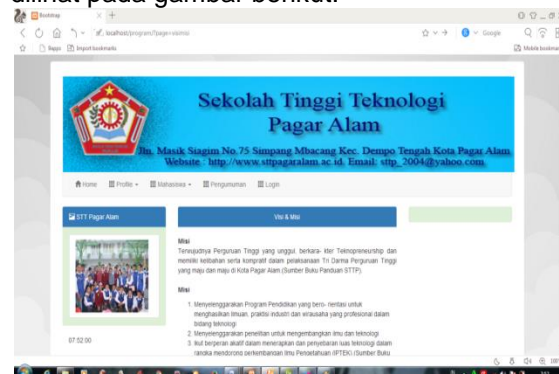 dilihat pada gambar berikut:
Bootstrap
localhost/program/?page=visimisi
Google
Import bookmarks
Mobile bookmar
Sekolah Tinggi Teknologi
Pagar Alam
Jln. Masik Siagim No.75 Simpang Mbacang Kec. Dempo Tengah Kota Pagar Alam
Website : http://www.sttpagaralam.ac.id. Email: sttp_2004@yahoo.com
Home Profile Mahasiswa Pengumuman Login
STT Pagar Alam
Visi & Misi
Misi
Terwujudnya Perguruan Tinggi yang unggul, berkara- kter Teknopreneurship dan
memiliki keilbahan serta kompratif dalam pelaksanaan Tri Darma Perguruan Tinggi
yang maju dan maju di Kota Pagar Alam (Sumber Buku Panduan STTP).
Misi
1. Menyelenggarakan Program Pendidikan yang bero- rientasi untuk
menghasilkan ilmuan, praktisi industri dan wirausaha yang profesional dalam
bidang teknologi
2. Menyelenggarakan penelitian untuk mengembangkan ilmu dan teknologi
3. Ikut berperan akatif dalam menerapkan dan penyebaran luas teknologi dalam
rangka mendorong perkembangan Ilmu Pengetahuan (IPTEK) (Sumber Buku
07:52:00